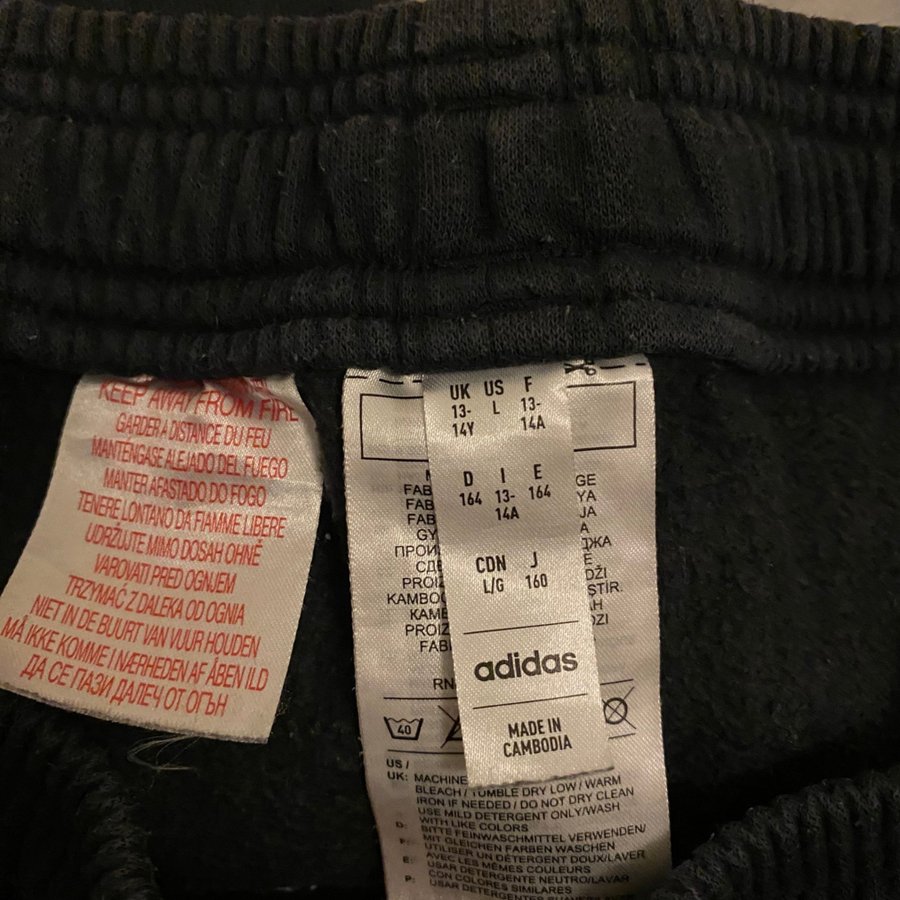 KEEP AWAY FROM FIRE
GARDER A DISTANCE DU FEU
MANTÉNGASE ALEJADO DEL FUEGO
MANTER AFASTADO DO FOGO
TENERE LONTANO DA FIAMME LIBERE
UDRŽUJTE MIMO DOSAH OHNĚ
VAROVATI PRED OGNJEM
TRZYMAĆ Z DALEKA OD OGNIA
NIET IN DE BUURT VAN VUUR HOUDEN
MÅ IKKE KOMME I NÆRHEDEN AF ÅBEN ILD
ДА СЕ ПАЗИ ДАЛЕЧ ОТ ОГЪН
UK US F
13-14Y L 13-14A
D I E
164 13-14A 164
CDN J
L/G 160
adidas
MADE IN
CAMBODIA
40
US /
UK: MACHINE
BLEACH / TUMBLE DRY LOW / WARM
IRON IF NEEDED / DO NOT DRY CLEAN
USE MILD DETERGENT ONLY/WASH
WITH LIKE COLORS
D: BITTE FEINWASCHMITTEL VERWENDEN/
MIT GLEICHEN FARBEN WASCHEN
F: UTILISER UN DÉTERGENT DOUX/LAVER
AVEC LES MÊMES COULEURS
E: USAR DETERGENTE NEUTRO/LAVAR
CON COLORES SIMILARES
P: USAR DETERGENTE